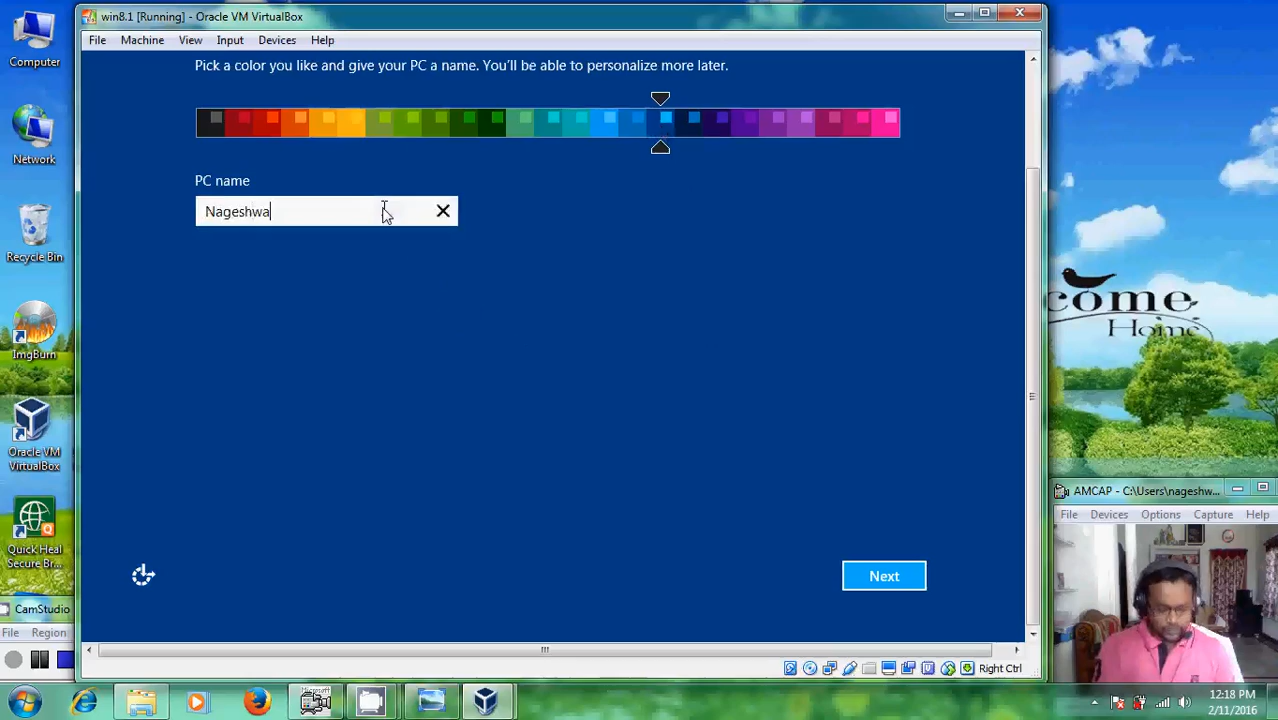 win8.1 [Running] - Oracle VM VirtualBox
File Machine View Input Devices Help
Computer
Pick a color you like and give your PC a name. You'll be able to personalize more later.
Network
PC name
Nageshwa
Recycle Bin
come
Home
ImgBurn
Oracle VM
VirtualBox
AMCAP - C:\Users\nageshw...
File Devices Options Capture Help
Quick Heal
Secure Br...
Next
CamStudio
File Region
Right Ctrl
12:18 PM
2/11/2016